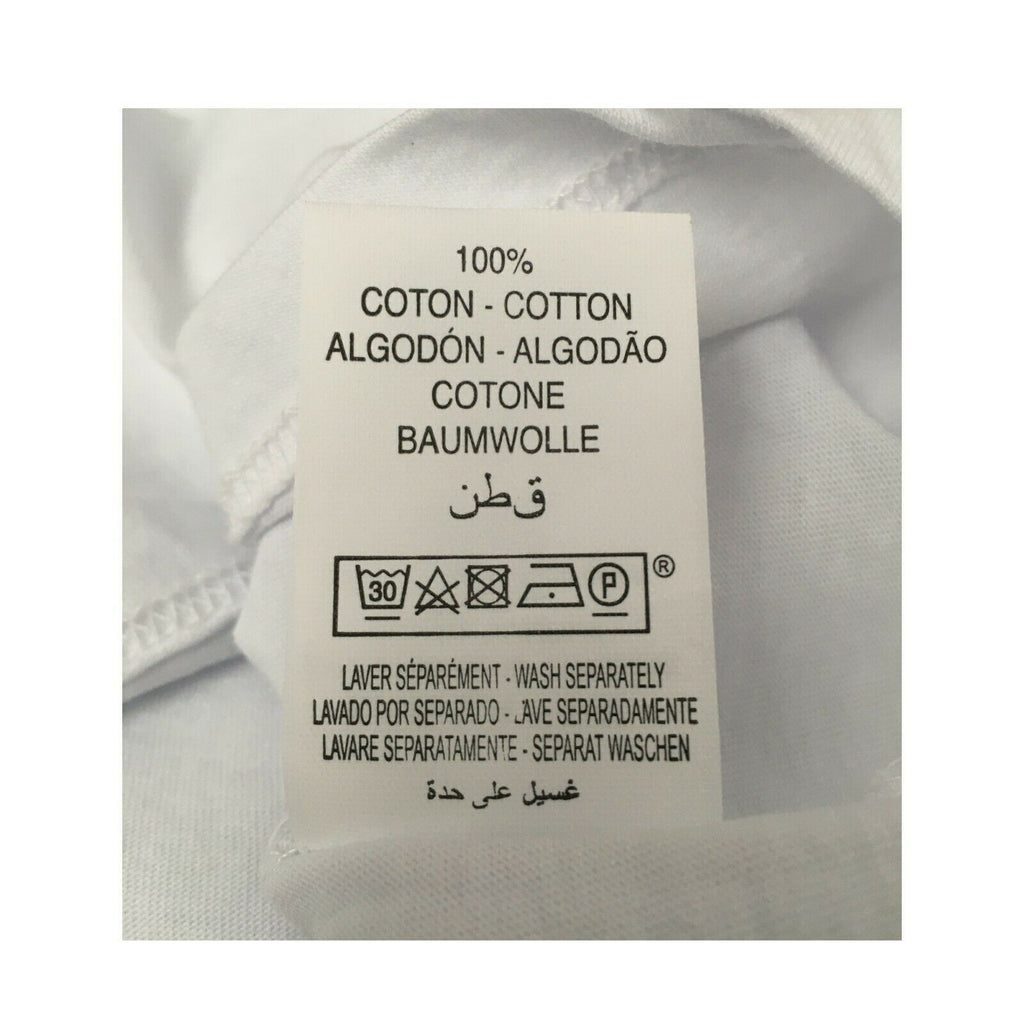 100%
COTON - COTTON
ALGODÓN - ALGODÃO
COTONE
BAUMWOLLE
قطن
30 P ®
LAVER SÉPARÉMENT - WASH SEPARATELY
LAVADO POR SEPARADO - LAVE SEPARADAMENTE
LAVARE SEPARATAMENTE - SEPARAT WASCHEN
غسيل على حدة